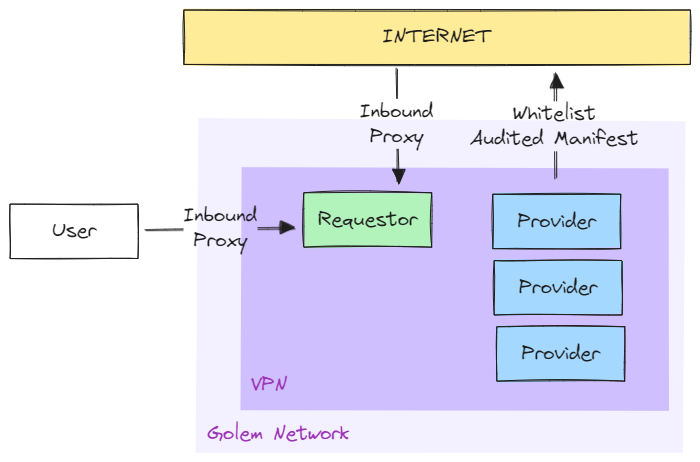 INTERNET
Inbound
Proxy
Whitelist
Audited Manifest
User
Inbound
Proxy
Requestor
Provider
Provider
Provider
VPN
Golem Network